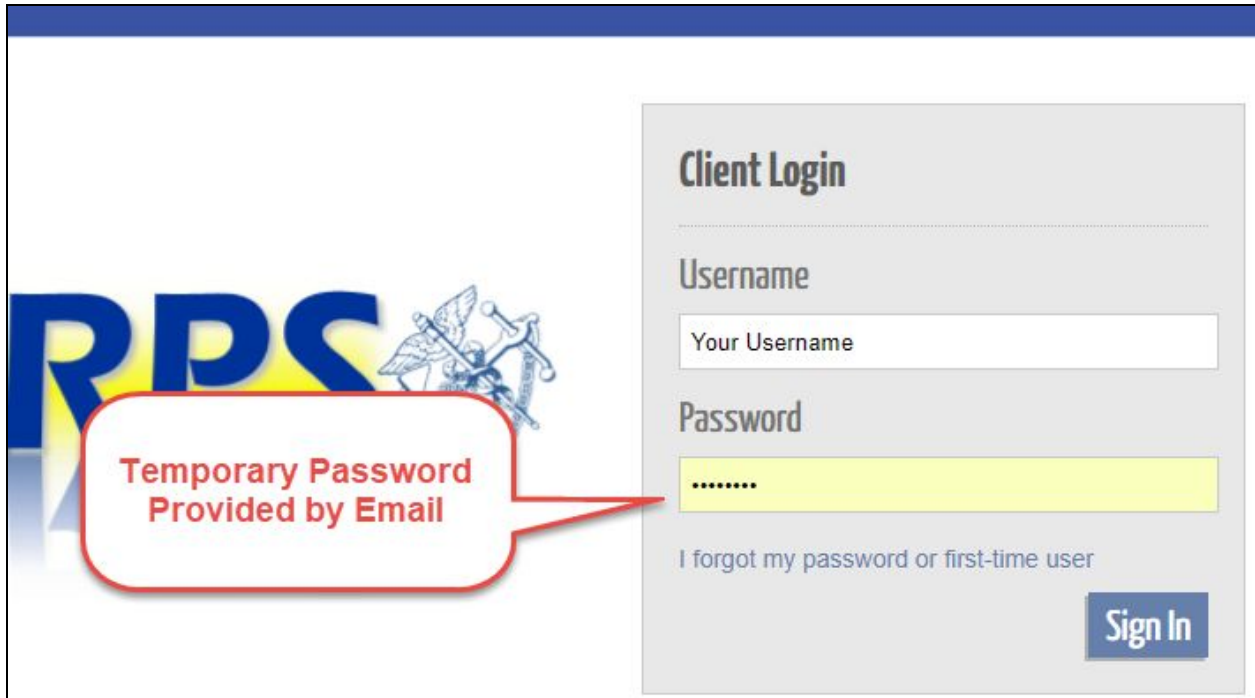 Client Login
Username
Your Username
RPS
Password
Temporary Password
Provided by Email
••••••••
I forgot my password or first-time user
Sign In